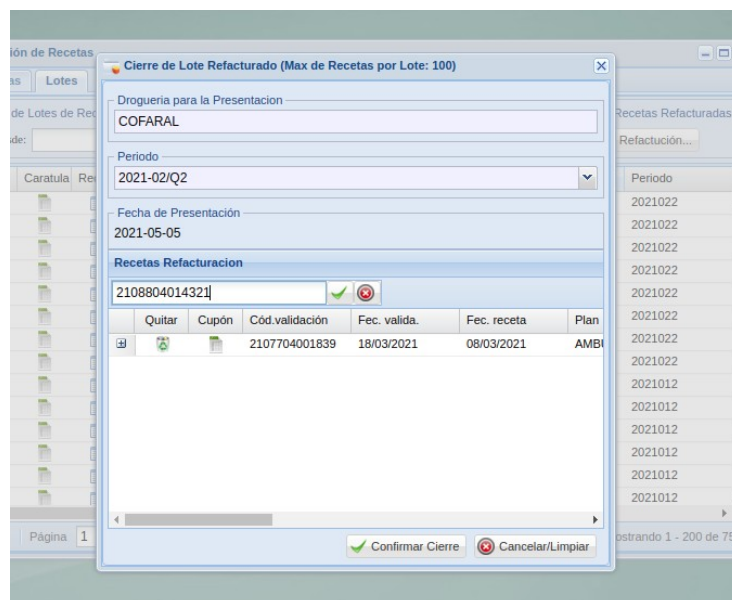 ión de Recetas
Cierre de Lote Refacturado (Max de Recetas por Lote: 100)
as
Lotes
de Lotes de Rec
Recetas Refacturadas
Drogueria para la Presentacion
COFARAL
de:
Refactución...
Periodo
2021-02/Q2
Caratula
Rec
Periodo
2021022
Fecha de Presentación
2021-05-05
2021022
2021022
Recetas Refacturacion
2021022
2108804014321
2021022
Quitar
Cupón
Cód.validación
Fec. valida.
Fec. receta
Plan
2021022
2107704001839
18/03/2021
08/03/2021
AMBU
2021022
2021022
2021012
2021012
2021012
2021012
2021012
2021012
Página
1
Confirmar Cierre
Cancelar/Limpiar
ostrando 1 - 200 de 75